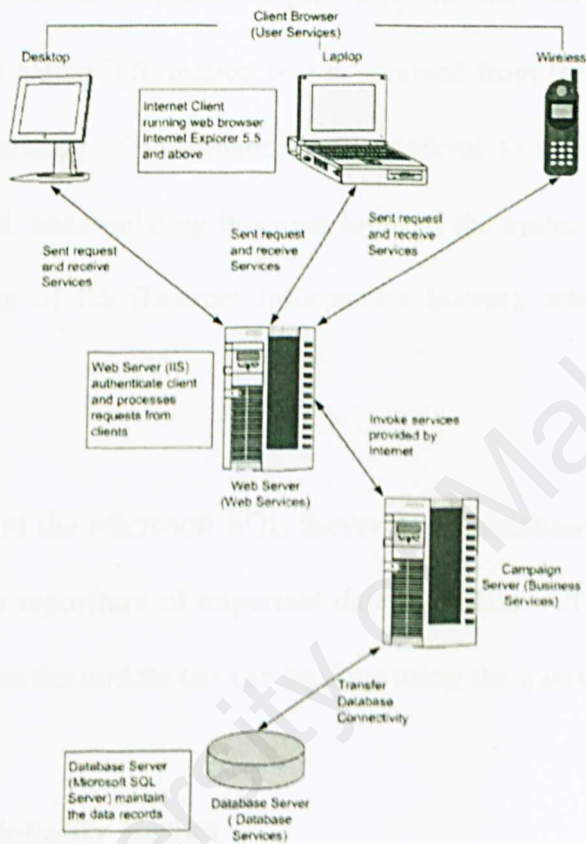 Client Browser
(User Services)
Desktop
Laptop
Wireless
Internet Client
running web browser
Internet Explorer 5.5
and above
Sent request
and receive
Services
Sent request
and receive
Services
Sent request
and receive
Services
Web Server (IIS)
authenticate client
and processes
requests from
clients
Invoke services
provided by
Internet
Web Server
(Web Services)
Campaign
Server (Business
Services)
Transfer
Database
Connectivity
Database Server
(Microsoft SQL
Server) maintain
the data records
Database Server
( Database
Services)